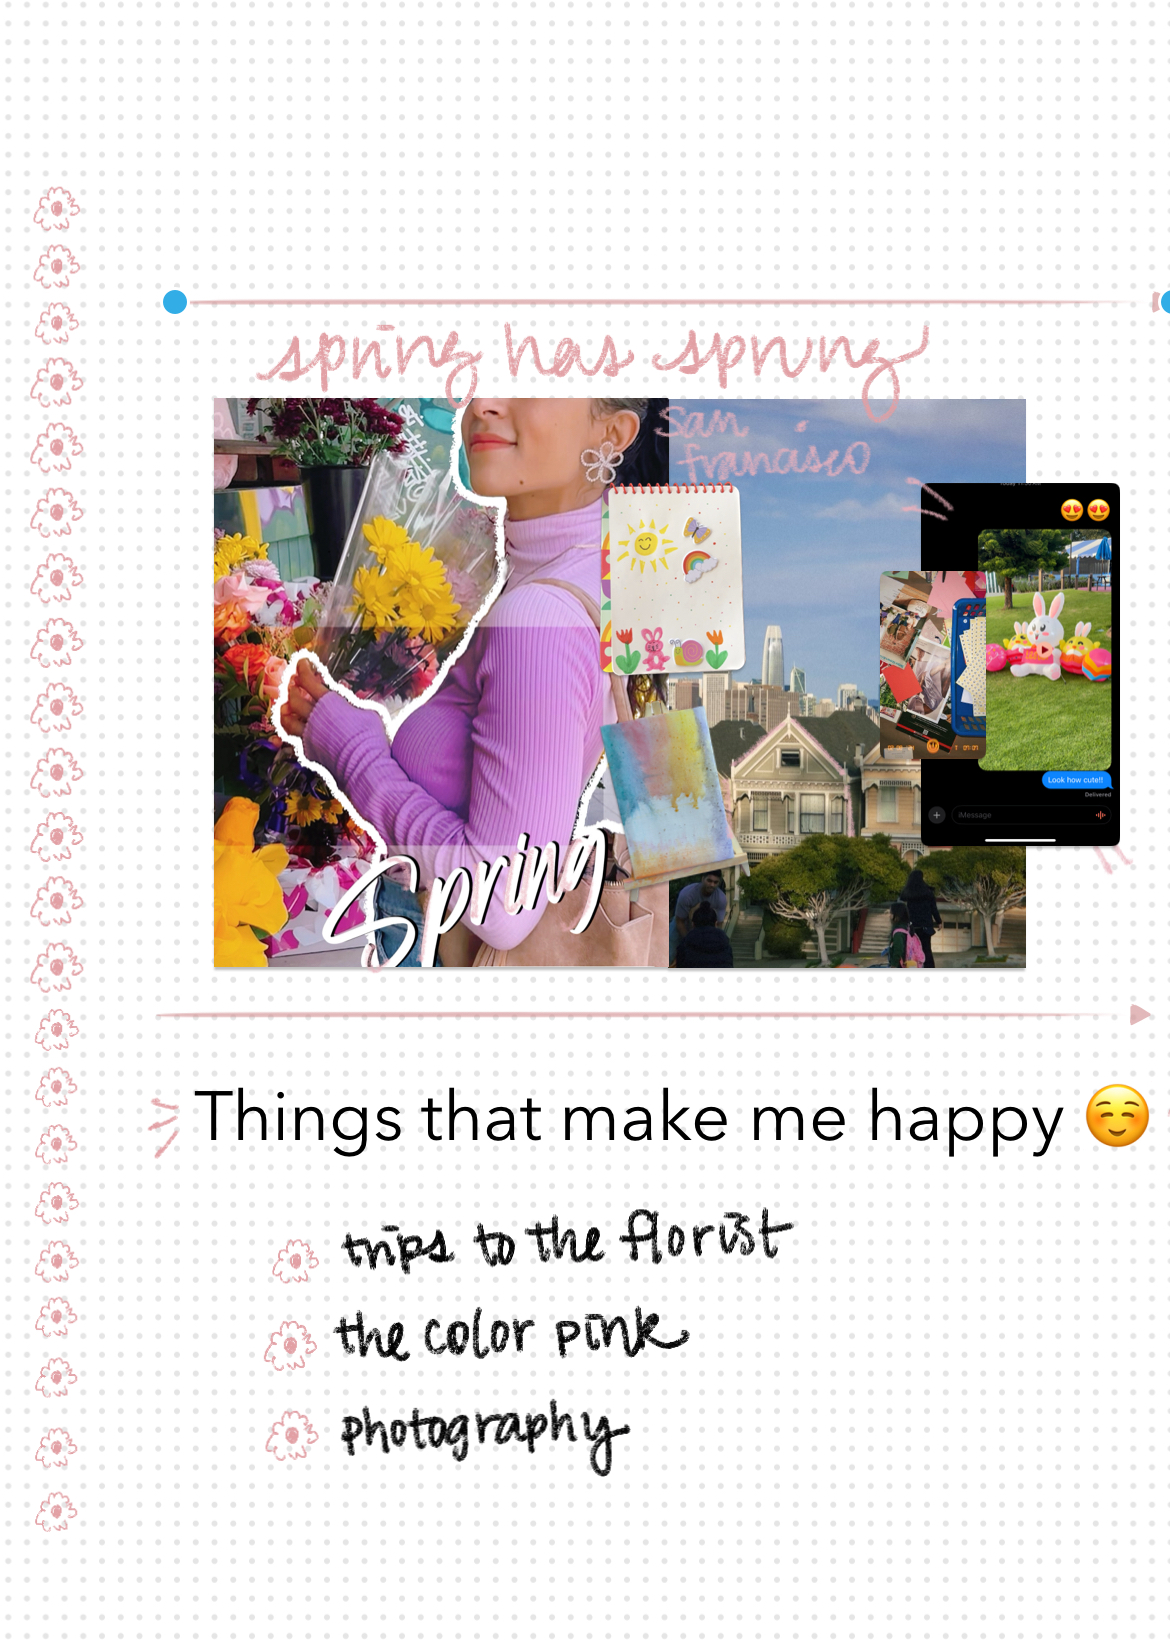 spring has sprung
san
francisco
😍😍
Spring
Look how cute!!
Delivered
iMessage
Things that make me happy ☺️
trips to the florist
the color pink
photography